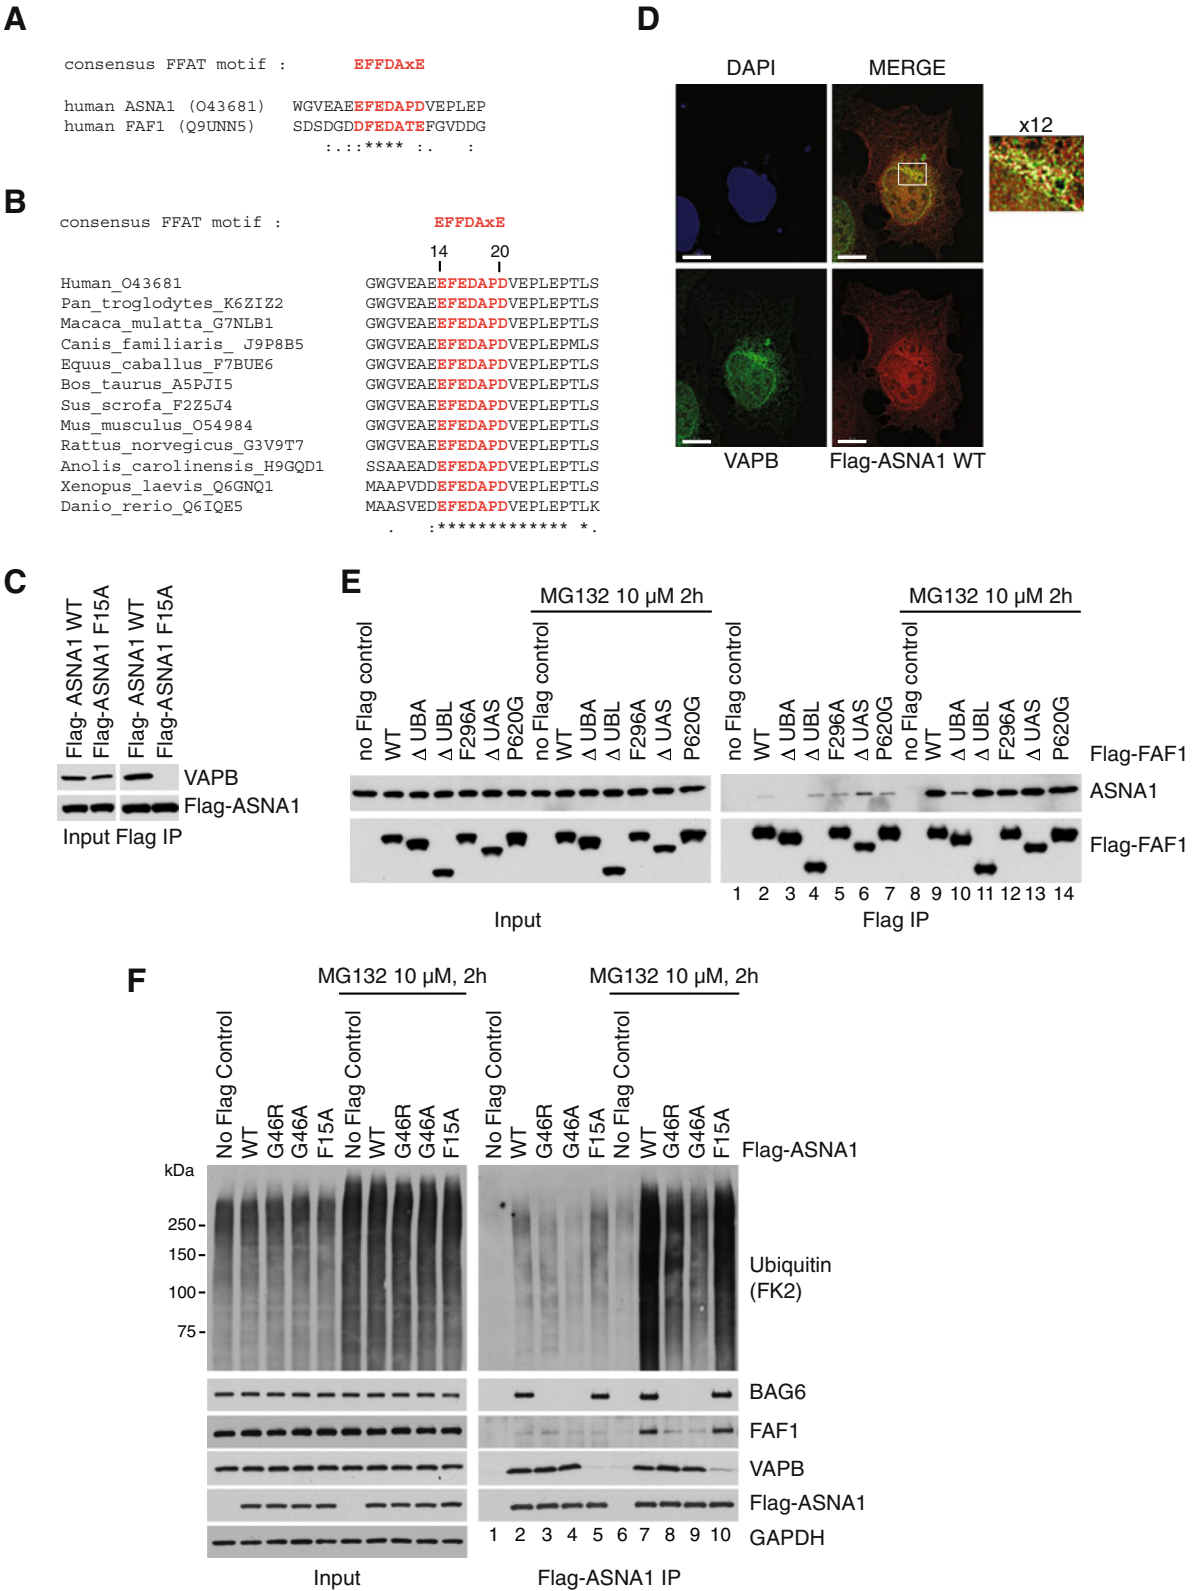 A
consensus FFAT motif : EFFDAxE
human ASNA1 (O43681) WGVEAEEFEDAPDVEPLEP
human FAF1 (Q9UNN5) SDSDGDDFEDATEFGVDDG
:.::**** :. :
B
consensus FFAT motif : EFFDAxE
14 20
Human_O43681 GWGVEAEEFEDAPDVEPLEPTLS
Pan_troglodytes_K6ZIZ2 GWGVEAEEFEDAPDVEPLEPTLS
Macaca_mulatta_G7NLB1 GWGVEAEEFEDAPDVEPLEPTLS
Canis_familiaris_ J9P8B5 GWGVEAEEFEDAPDVEPLEPMLS
Equus_caballus_F7BUE6 GWGVEAEEFEDAPDVEPLEPTLS
Bos_taurus_A5PJI5 GWGVEAEEFEDAPDVEPLEPTLS
Sus_scrofa_F2Z5J4 GWGVEAEEFEDAPDVEPLEPTLS
Mus_musculus_O54984 GWGVEAEEFEDAPDVEPLEPTLS
Rattus_norvegicus_G3V9T7 GWGVEAEEFEDAPDVEPLEPTLS
Anolis_carolinensis_H9GQD1 SSAAEADEFEDAPDVEPLEPTLS
Xenopus_laevis_Q6GNQ1 MAAPVDDEFEDAPDVEPLEPTLS
Danio_rerio_Q6IQE5 MAASVEDEFEDAPDVEPLEPTLK
. :************* *.
D
DAPI MERGE
x12
VAPB Flag-ASNA1 WT
C
Flag- ASNA1 WT
Flag-ASNA1 F15A
Flag- ASNA1 WT
Flag-ASNA1 F15A
VAPB
Flag-ASNA1
Input Flag IP
E
MG132 10 µM 2h MG132 10 µM 2h
no Flag control
WT
Δ UBA
Δ UBL
F296A
Δ UAS
P620G
no Flag control
WT
Δ UBA
Δ UBL
F296A
Δ UAS
P620G
no Flag control
WT
Δ UBA
Δ UBL
F296A
Δ UAS
P620G
no Flag control
WT
Δ UBA
Δ UBL
F296A
Δ UAS
P620G
Flag-FAF1
ASNA1
Flag-FAF1
1 2 3 4 5 6 7 8 9 10 11 12 13 14
Input Flag IP
F
MG132 10 µM, 2h MG132 10 µM, 2h
No Flag Control
WT
G46R
G46A
F15A
No Flag Control
WT
G46R
G46A
F15A
No Flag Control
WT
G46R
G46A
F15A
No Flag Control
WT
G46R
G46A
F15A
Flag-ASNA1
kDa
250
150
100
75
Ubiquitin
(FK2)
BAG6
FAF1
VAPB
Flag-ASNA1
1 2 3 4 5 6 7 8 9 10
GAPDH
Input Flag-ASNA1 IP